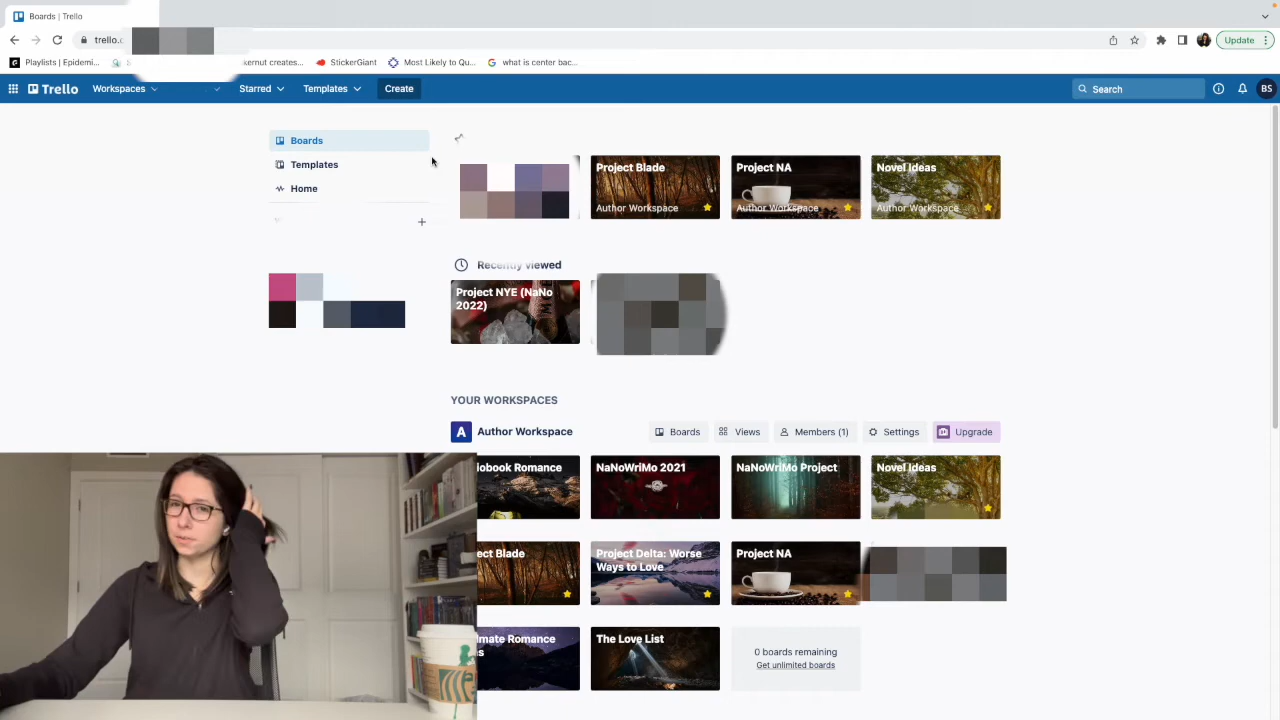 Boards | Trello
trello.c
Update
Playlists | Epidemi...
kernut creates...
StickerGiant
Most Likely to Qu...
what is center bac...
Trello
Workspaces
Starred
Templates
Create
Search
BS
Boards
Templates
Home
Project Blade
Author Workspace
Project NA
Author Workspace
Novel Ideas
Author Workspace
Recently viewed
Project NYE (NaNo
2022)
YOUR WORKSPACES
A
Author Workspace
Boards
Views
Members (1)
Settings
Upgrade
iobook Romance
NaNoWriMo 2021
NaNoWriMo Project
Novel Ideas
ect Blade
Project Delta: Worse
Ways to Love
Project NA
mate Romance
The Love List
0 boards remaining
Get unlimited boards